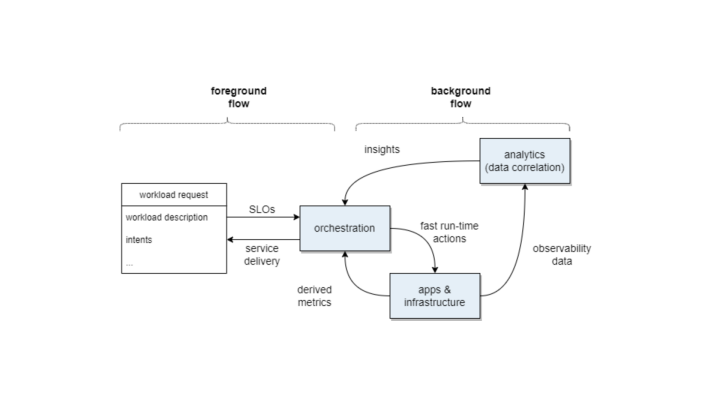 foreground
flow
background
flow
insights
analytics
(data correlation)
workload request
workload description
intents
...
SLOs
service
delivery
orchestration
fast run-time
actions
observability
data
derived
metrics
apps &
infrastructure